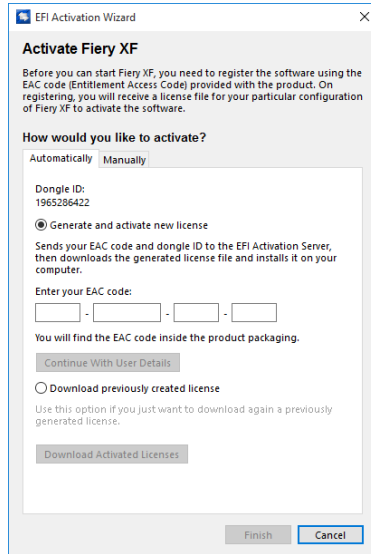 EFI Activation Wizard
Activate Fiery XF
Before you can start Fiery XF, you need to register the software using the
EAC code (Entitlement Access Code) provided with the product. On
registering, you will receive a license file for your particular configuration
of Fiery XF to activate the software.
How would you like to activate?
Automatically Manually
Dongle ID:
1965286422
Generate and activate new license
Sends your EAC code and dongle ID to the EFI Activation Server,
then downloads the generated license file and installs it on your
computer.
Enter your EAC code:
- - -
You will find the EAC code inside the product packaging.
Continue With User Details
Download previously created license
Use this option if you just want to download again a previously
generated license.
Download Activated Licenses
Finish Cancel